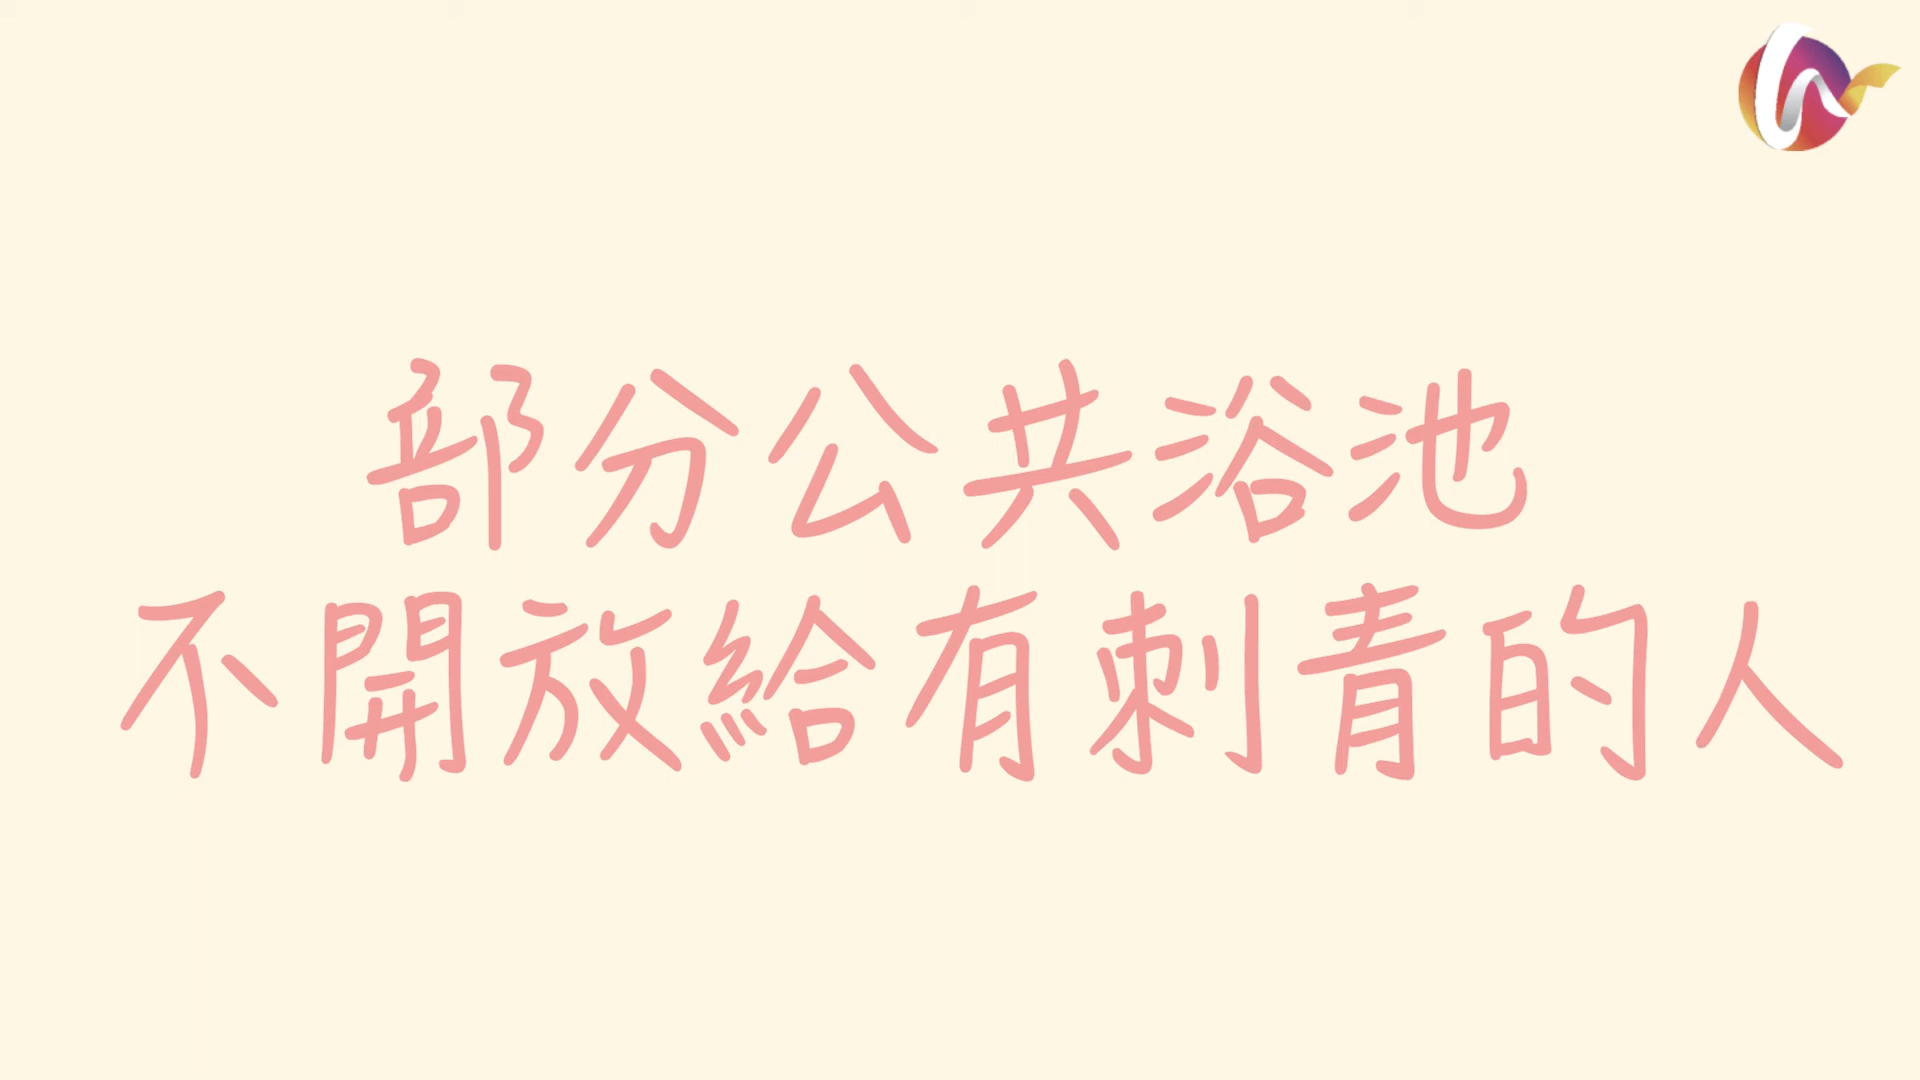 部分公共浴池
不開放給有刺青的人